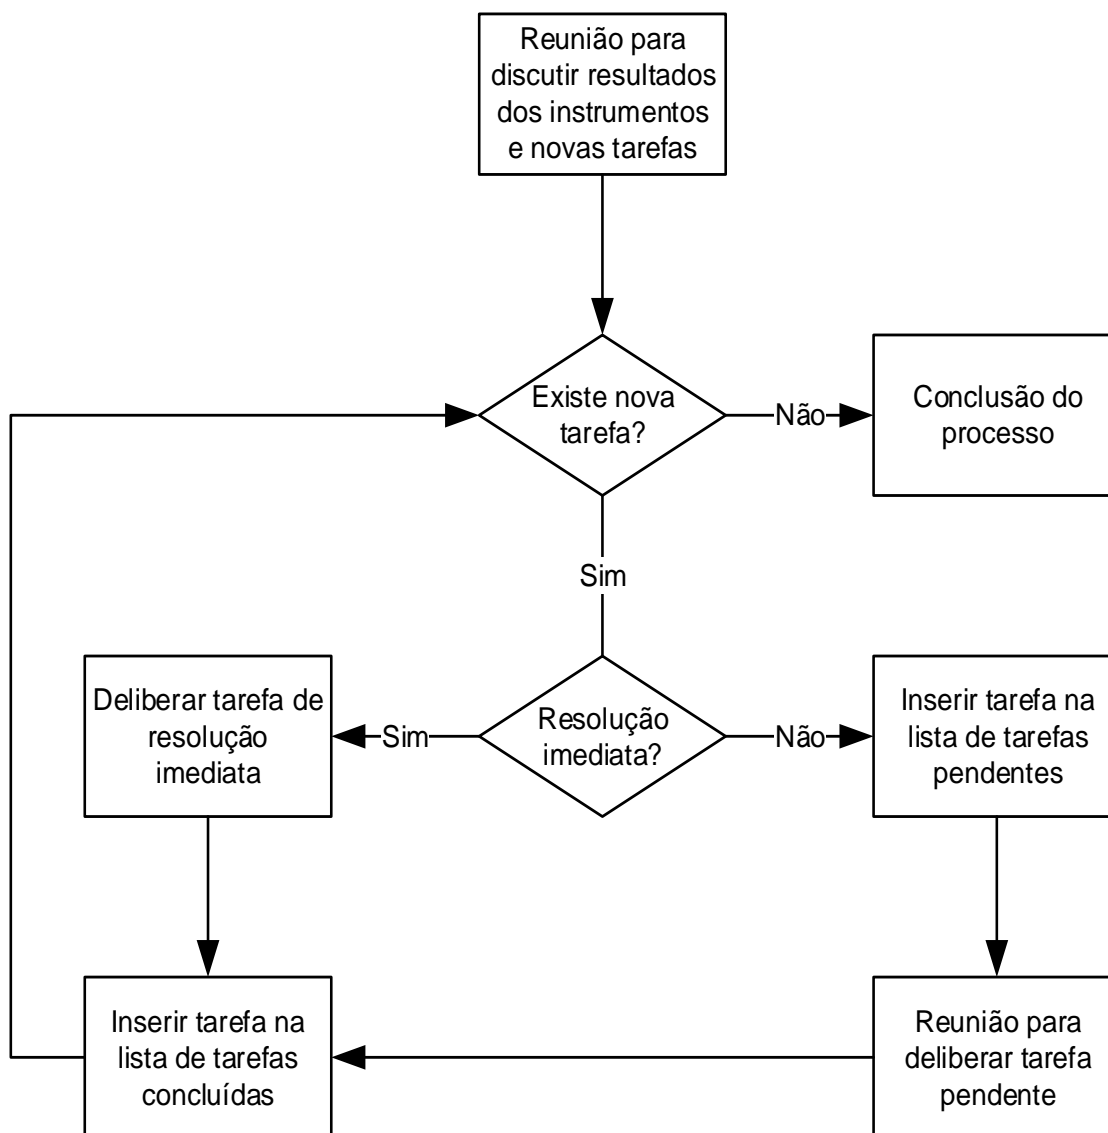 Reunião para
discutir resultados
dos instrumentos
e novas tarefas
Existe nova
tarefa?
Não
Conclusão do
processo
Sim
Deliberar tarefa de
resolução
imediata
Sim
Resolução
imediata?
Não
Inserir tarefa na
lista de tarefas
pendentes
Inserir tarefa na
lista de tarefas
concluídas
Reunião para
deliberar tarefa
pendente